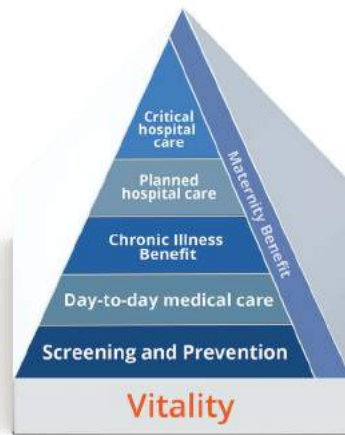 Critical
hospital
care
Planned
hospital care
Chronic Illness
Benefit
Day-to-day medical care
Screening and Prevention
Maternity Benefit
Vitality